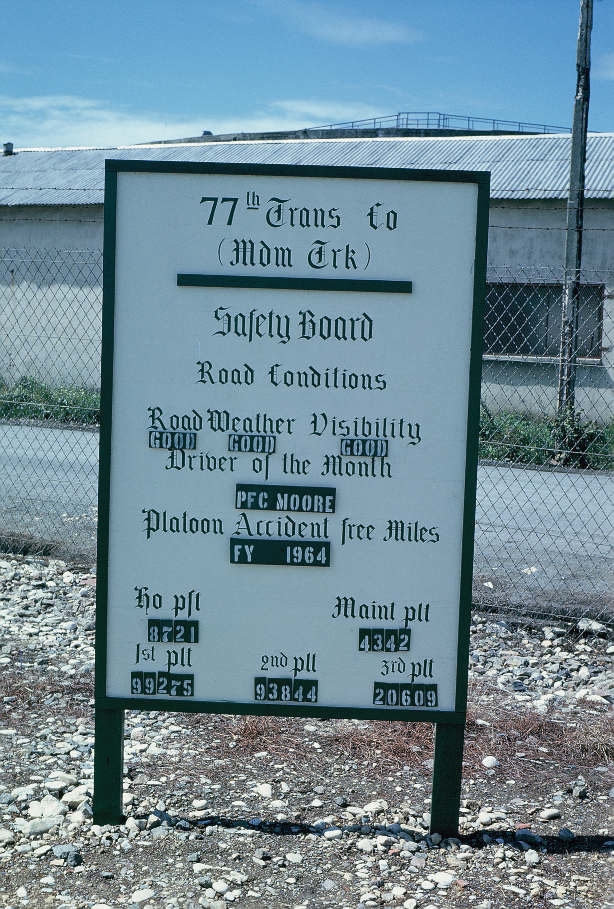 77th Trans Co
(Mdm Trk)
Safety Board
Road Conditions
Road Weather Visibility
GOOD GOOD GOOD
Driver of the Month
PFC MOORE
Platoon Accident free Miles
FY 1964
Hq plt Maint plt
8721 4342
1st plt 2nd plt 3rd plt
99275 93844 20609